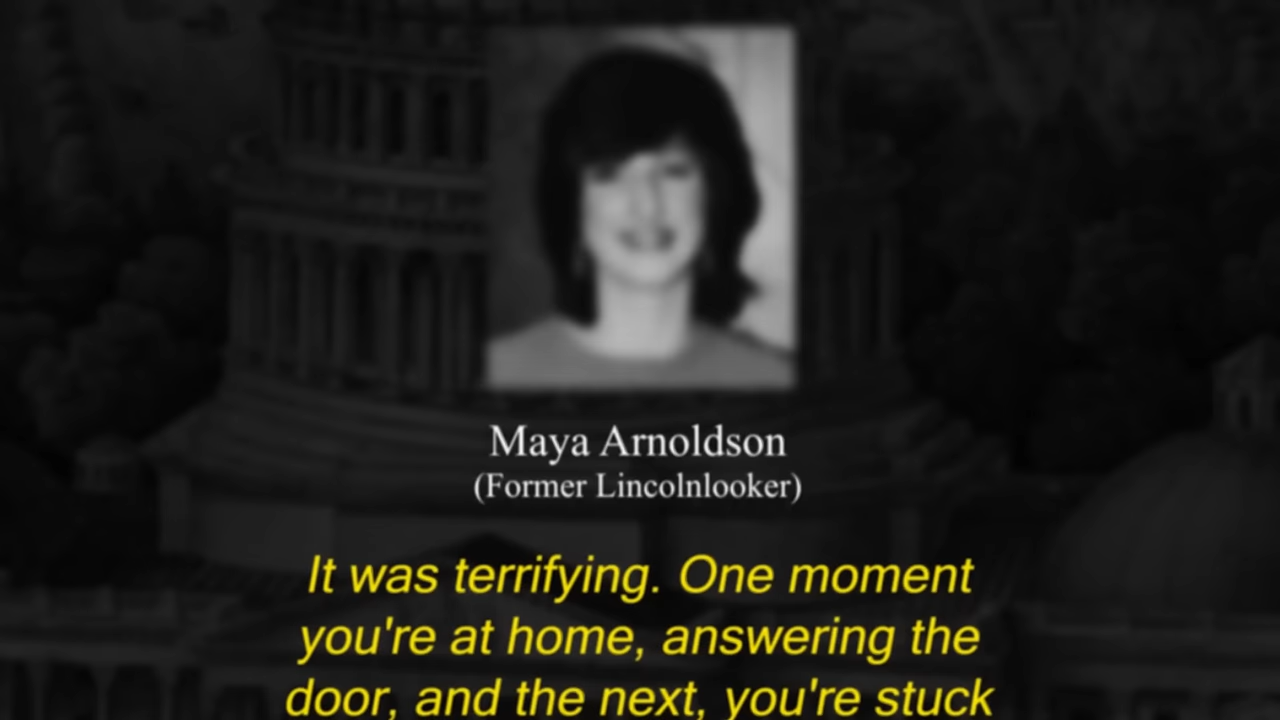 Maya Arnoldson
(Former Lincolnlooker)
It was terrifying. One moment
you're at home, answering the
door, and the next, you're stuck